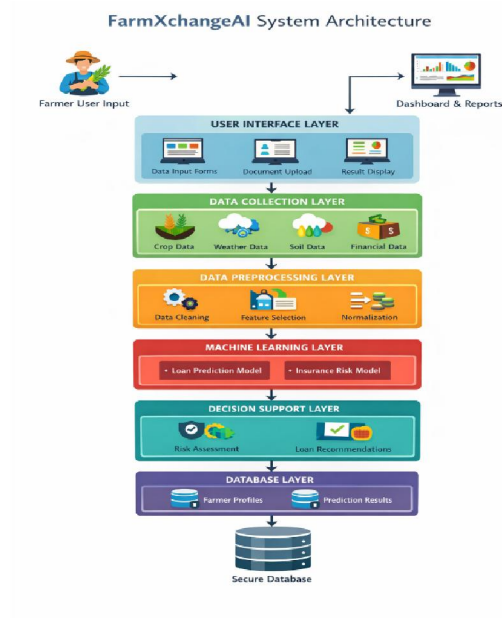 FarmXchangeAI System Architecture
Farmer User Input
Dashboard & Reports
USER INTERFACE LAYER
Data Input Forms Document Upload Result Display
DATA COLLECTION LAYER
Crop Data Weather Data Soil Data Financial Data
$ $
DATA PREPROCESSING LAYER
Data Cleaning Feature Selection Normalization
MACHINE LEARNING LAYER
• Loan Prediction Model • Insurance Risk Model
DECISION SUPPORT LAYER
Risk Assessment Loan Recommendations
DATABASE LAYER
Farmer Profiles Prediction Results
Secure Database